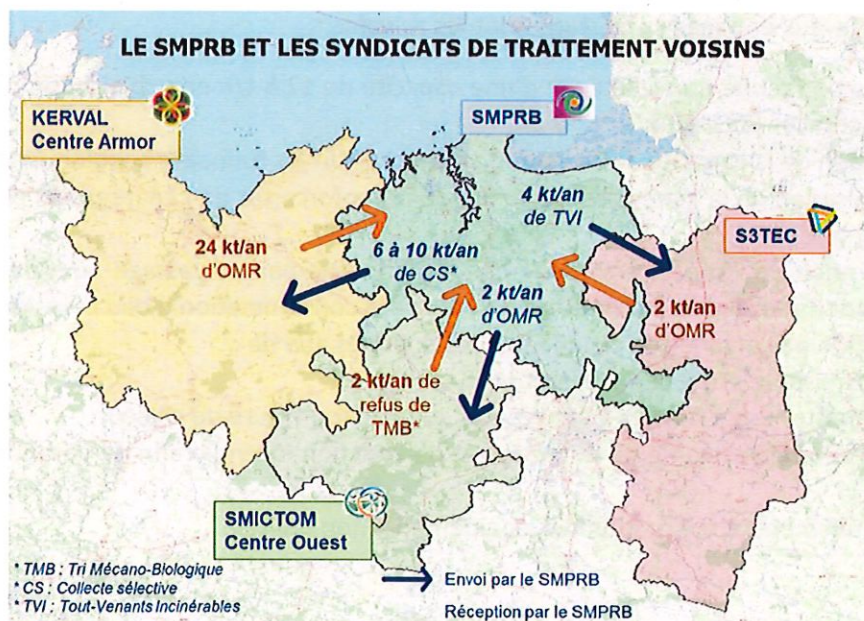 LE SMPRB ET LES SYNDICATS DE TRAITEMENT VOISINS
KERVAL
Centre Armor
SMPRB
4 kt/an
de TVI
S3TEC
24 kt/an
d'OMR
6 à 10 kt/an
de CS*
2 kt/an
d'OMR
2 kt/an
d'OMR
2 kt/an de
refus de
TMB*
SMICTOM
Centre Ouest
* TMB : Tri Mécano-Biologique
* CS : Collecte sélective
* TVI : Tout-Venants Incinérables
Envoi par le SMPRB
Réception par le SMPRB